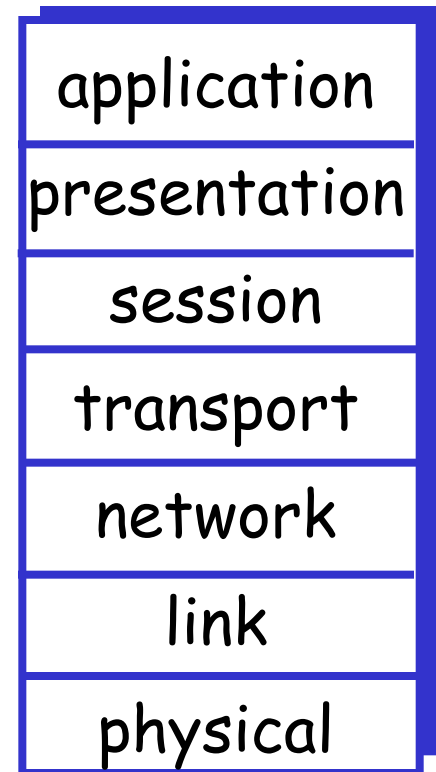 application
presentation
session
transport
network
link
physical